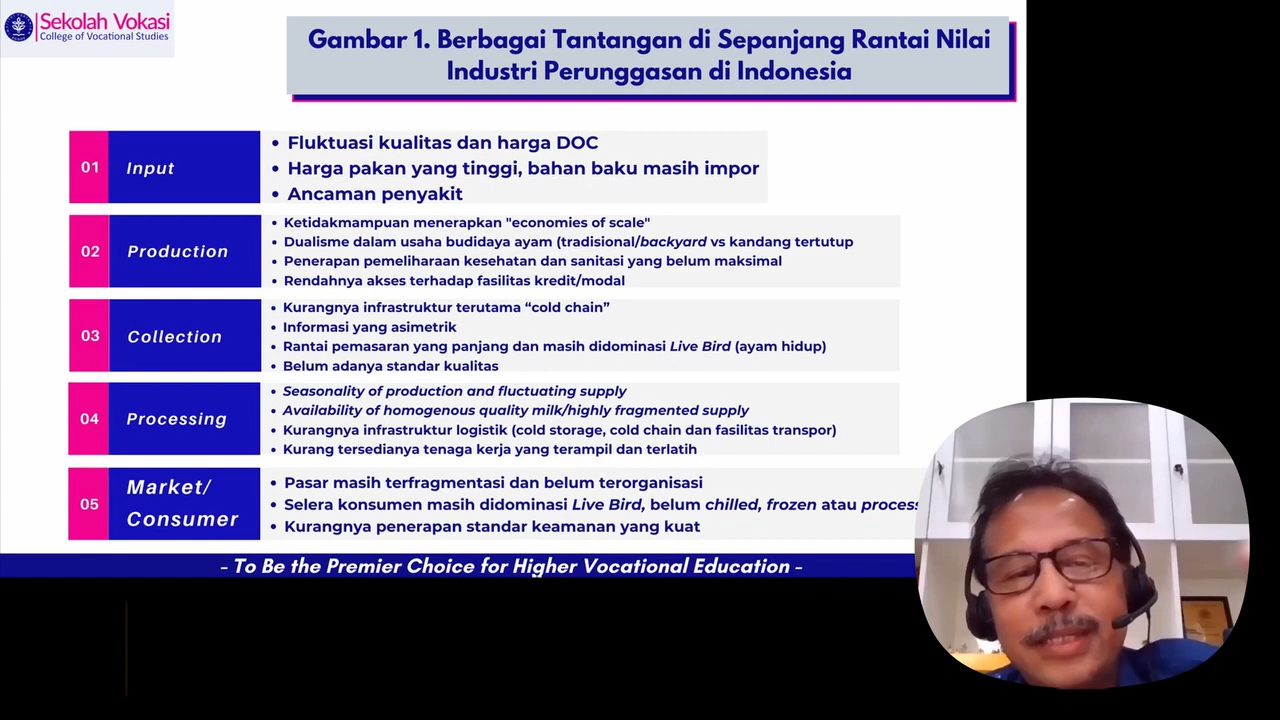 Sekolah Vokasi
College of Vocational Studies
Gambar 1. Berbagai Tantangan di Sepanjang Rantai Nilai
Industri Perunggasan di Indonesia
01
Input
• Fluktuasi kualitas dan harga DOC
• Harga pakan yang tinggi, bahan baku masih impor
• Ancaman penyakit
02
Production
• Ketidakmampuan menerapkan "economies of scale"
• Dualisme dalam usaha budidaya ayam (tradisional/backyard vs kandang tertutup
• Penerapan pemeliharaan kesehatan dan sanitasi yang belum maksimal
• Rendahnya akses terhadap fasilitas kredit/modal
03
Collection
• Kurangnya infrastruktur terutama “cold chain”
• Informasi yang asimetrik
• Rantai pemasaran yang panjang dan masih didominasi Live Bird (ayam hidup)
• Belum adanya standar kualitas
04
Processing
• Seasonality of production and fluctuating supply
• Availability of homogenous quality milk/highly fragmented supply
• Kurangnya infrastruktur logistik (cold storage, cold chain dan fasilitas transpor)
• Kurang tersedianya tenaga kerja yang terampil dan terlatih
05
Market/
Consumer
• Pasar masih terfragmentasi dan belum terorganisasi
• Selera konsumen masih didominasi Live Bird, belum chilled, frozen atau
• Kurangnya penerapan standar keamanan yang kuat
- To Be the Premier Choice for Higher Vocational Education -